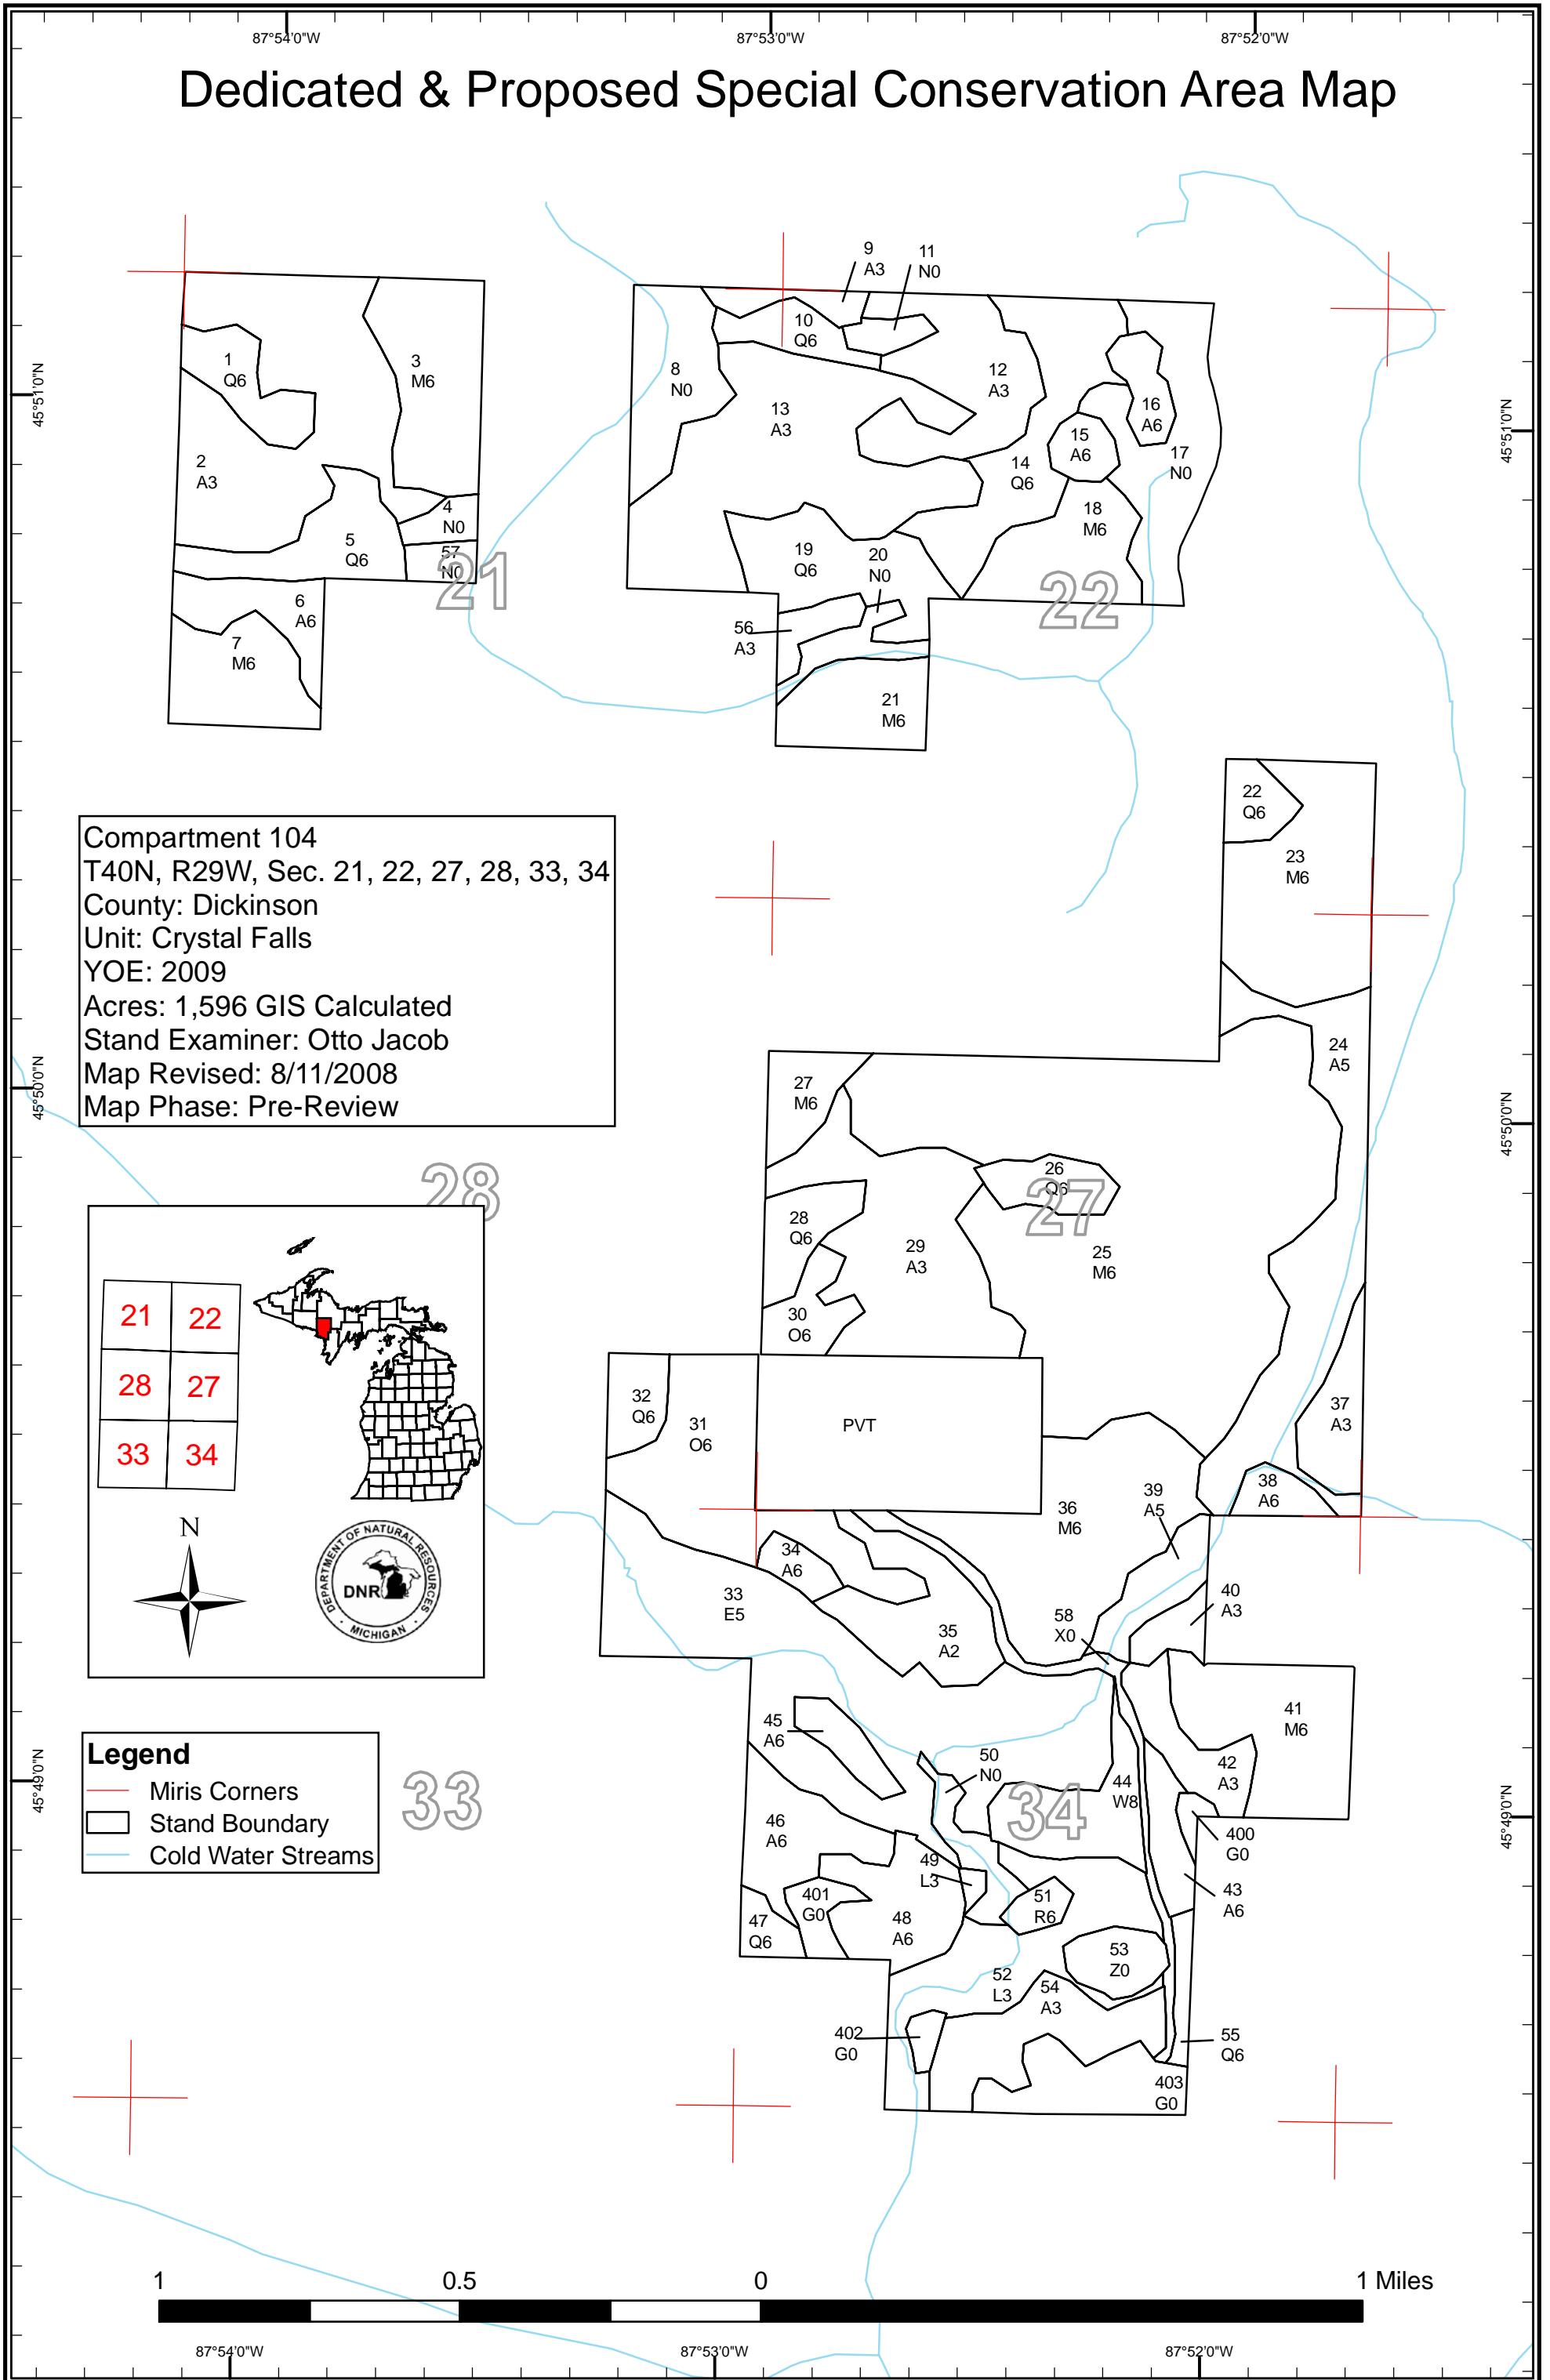 87°54'0"W
87°53'0"W
87°52'0"W
Dedicated & Proposed Special Conservation Area Map
45°51'0"N
45°51'0"N
1
Q6
2
A3
3
M6
4
N0
57
N0
5
Q6
6
A6
7
M6
21
8
N0
9
A3
10
Q6
11
N0
12
A3
13
A3
14
Q6
15
A6
16
A6
17
N0
18
M6
19
Q6
20
N0
56
A3
21
M6
22
22
Q6
23
M6
24
A5
Compartment 104
T40N, R29W, Sec. 21, 22, 27, 28, 33, 34
County: Dickinson
Unit: Crystal Falls
YOE: 2009
Acres: 1,596 GIS Calculated
Stand Examiner: Otto Jacob
Map Revised: 8/11/2008
Map Phase: Pre-Review
45°50'0"N
45°50'0"N
28
27
M6
26
Q6
27
25
M6
28
Q6
29
A3
30
O6
21 22
28 27
33 34
N
DEPARTMENT OF NATURAL RESOURCES
DNR
MICHIGAN
32
Q6
31
O6
PVT
37
A3
38
A6
36
M6
39
A5
34
A6
33
E5
35
A2
58
X0
40
A3
41
M6
42
A3
45
A6
50
N0
44
W8
34
46
A6
400
G0
43
A6
49
L3
51
R6
401
G0
48
A6
47
Q6
53
Z0
52
L3
54
A3
402
G0
55
Q6
403
G0
Legend
Miris Corners
Stand Boundary
Cold Water Streams
33
45°49'0"N
45°49'0"N
1 0.5 0 1 Miles
87°54'0"W
87°53'0"W
87°52'0"W